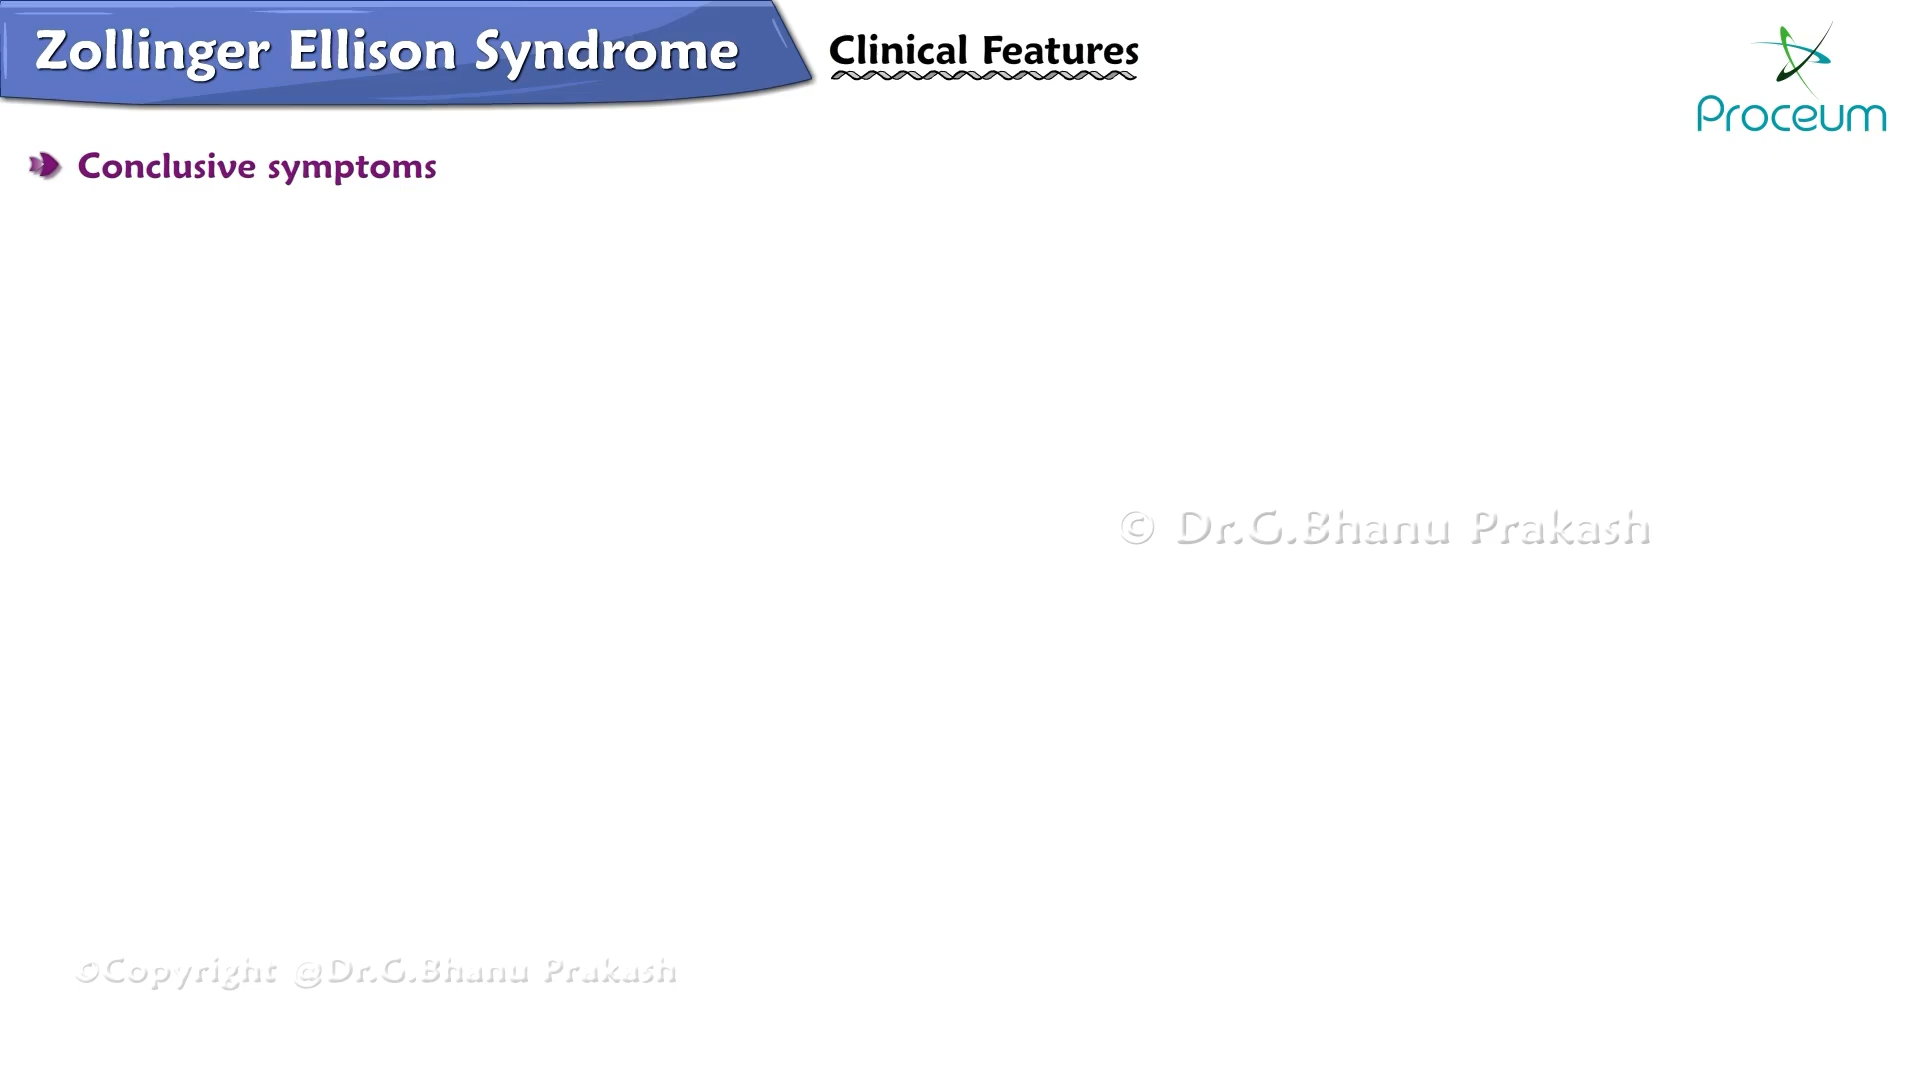 Zollinger Ellison Syndrome
Clinical Features
Proceum
Conclusive symptoms
© Dr.G.Bhanu Prakash
©Copyright @Dr.G.Bhanu Prakash